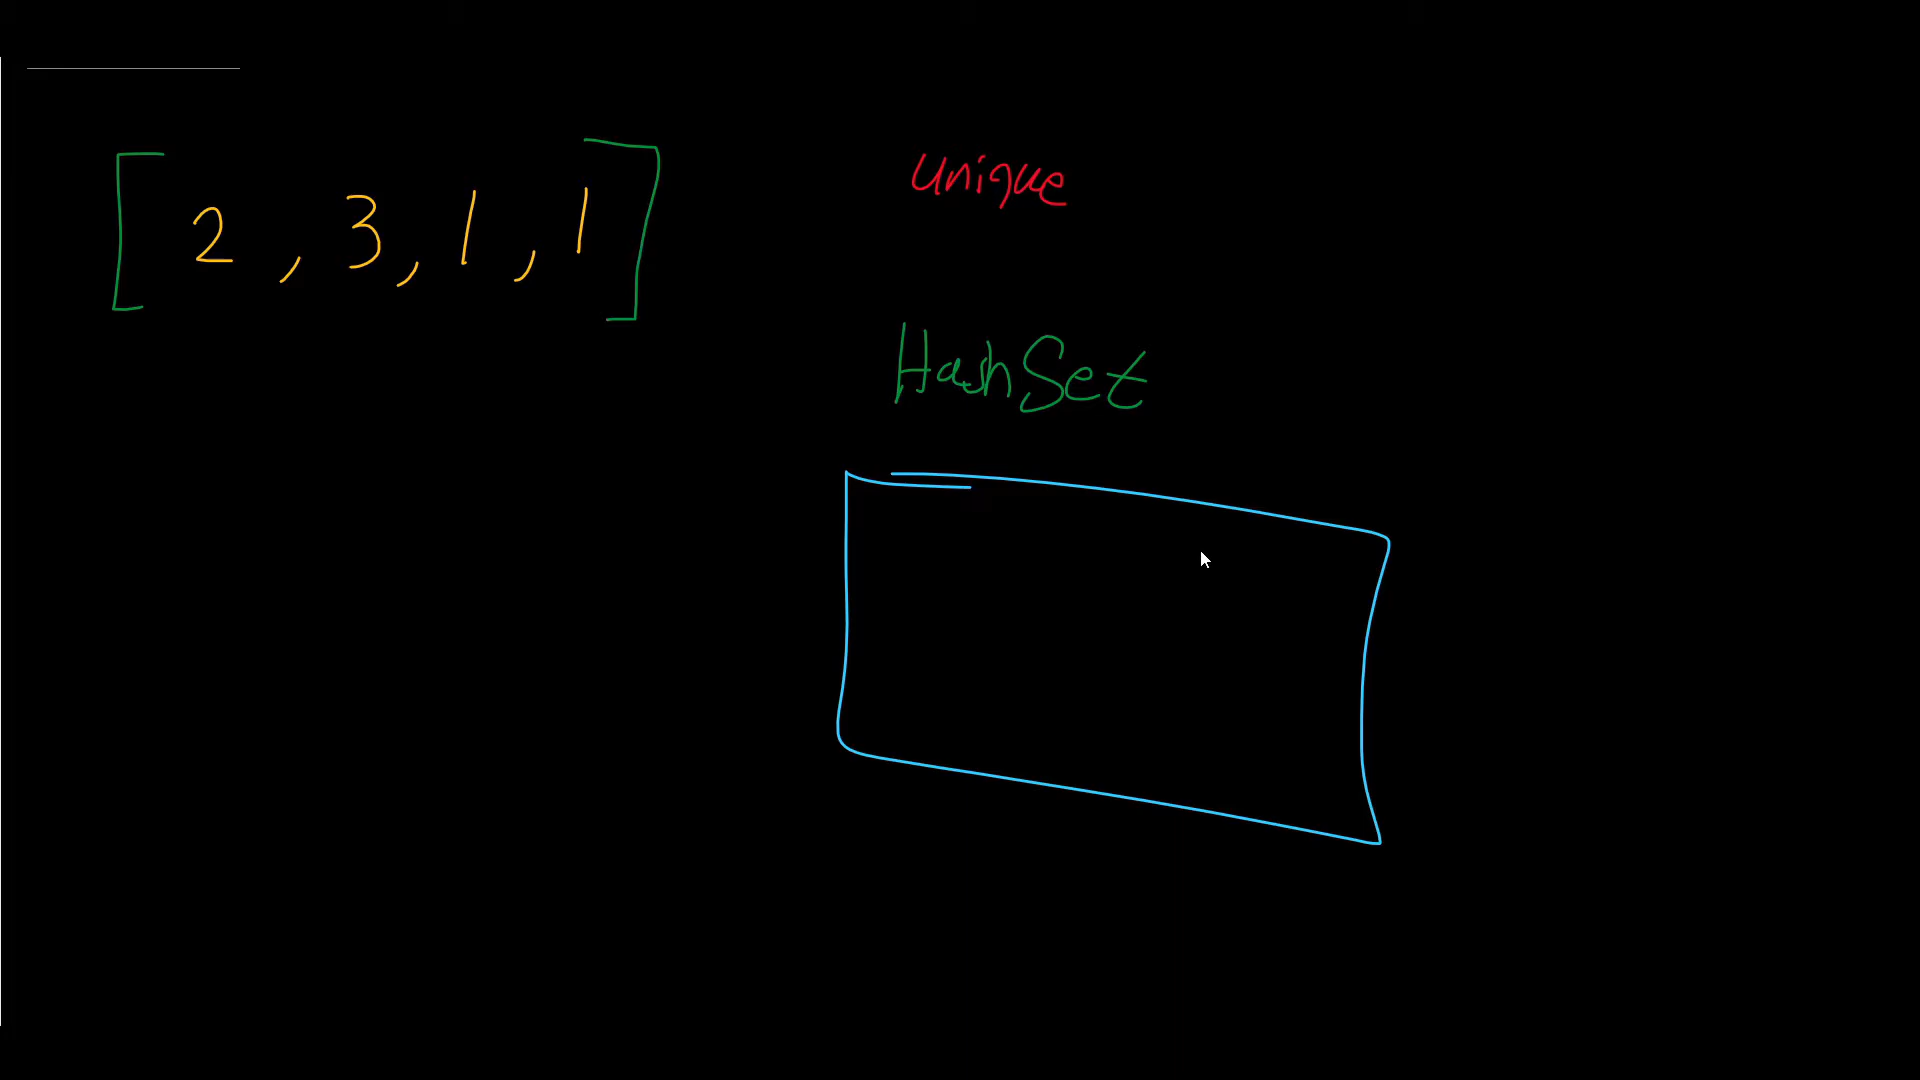 [ 2 , 3 , 1 , 1 ]
unique
HashSet